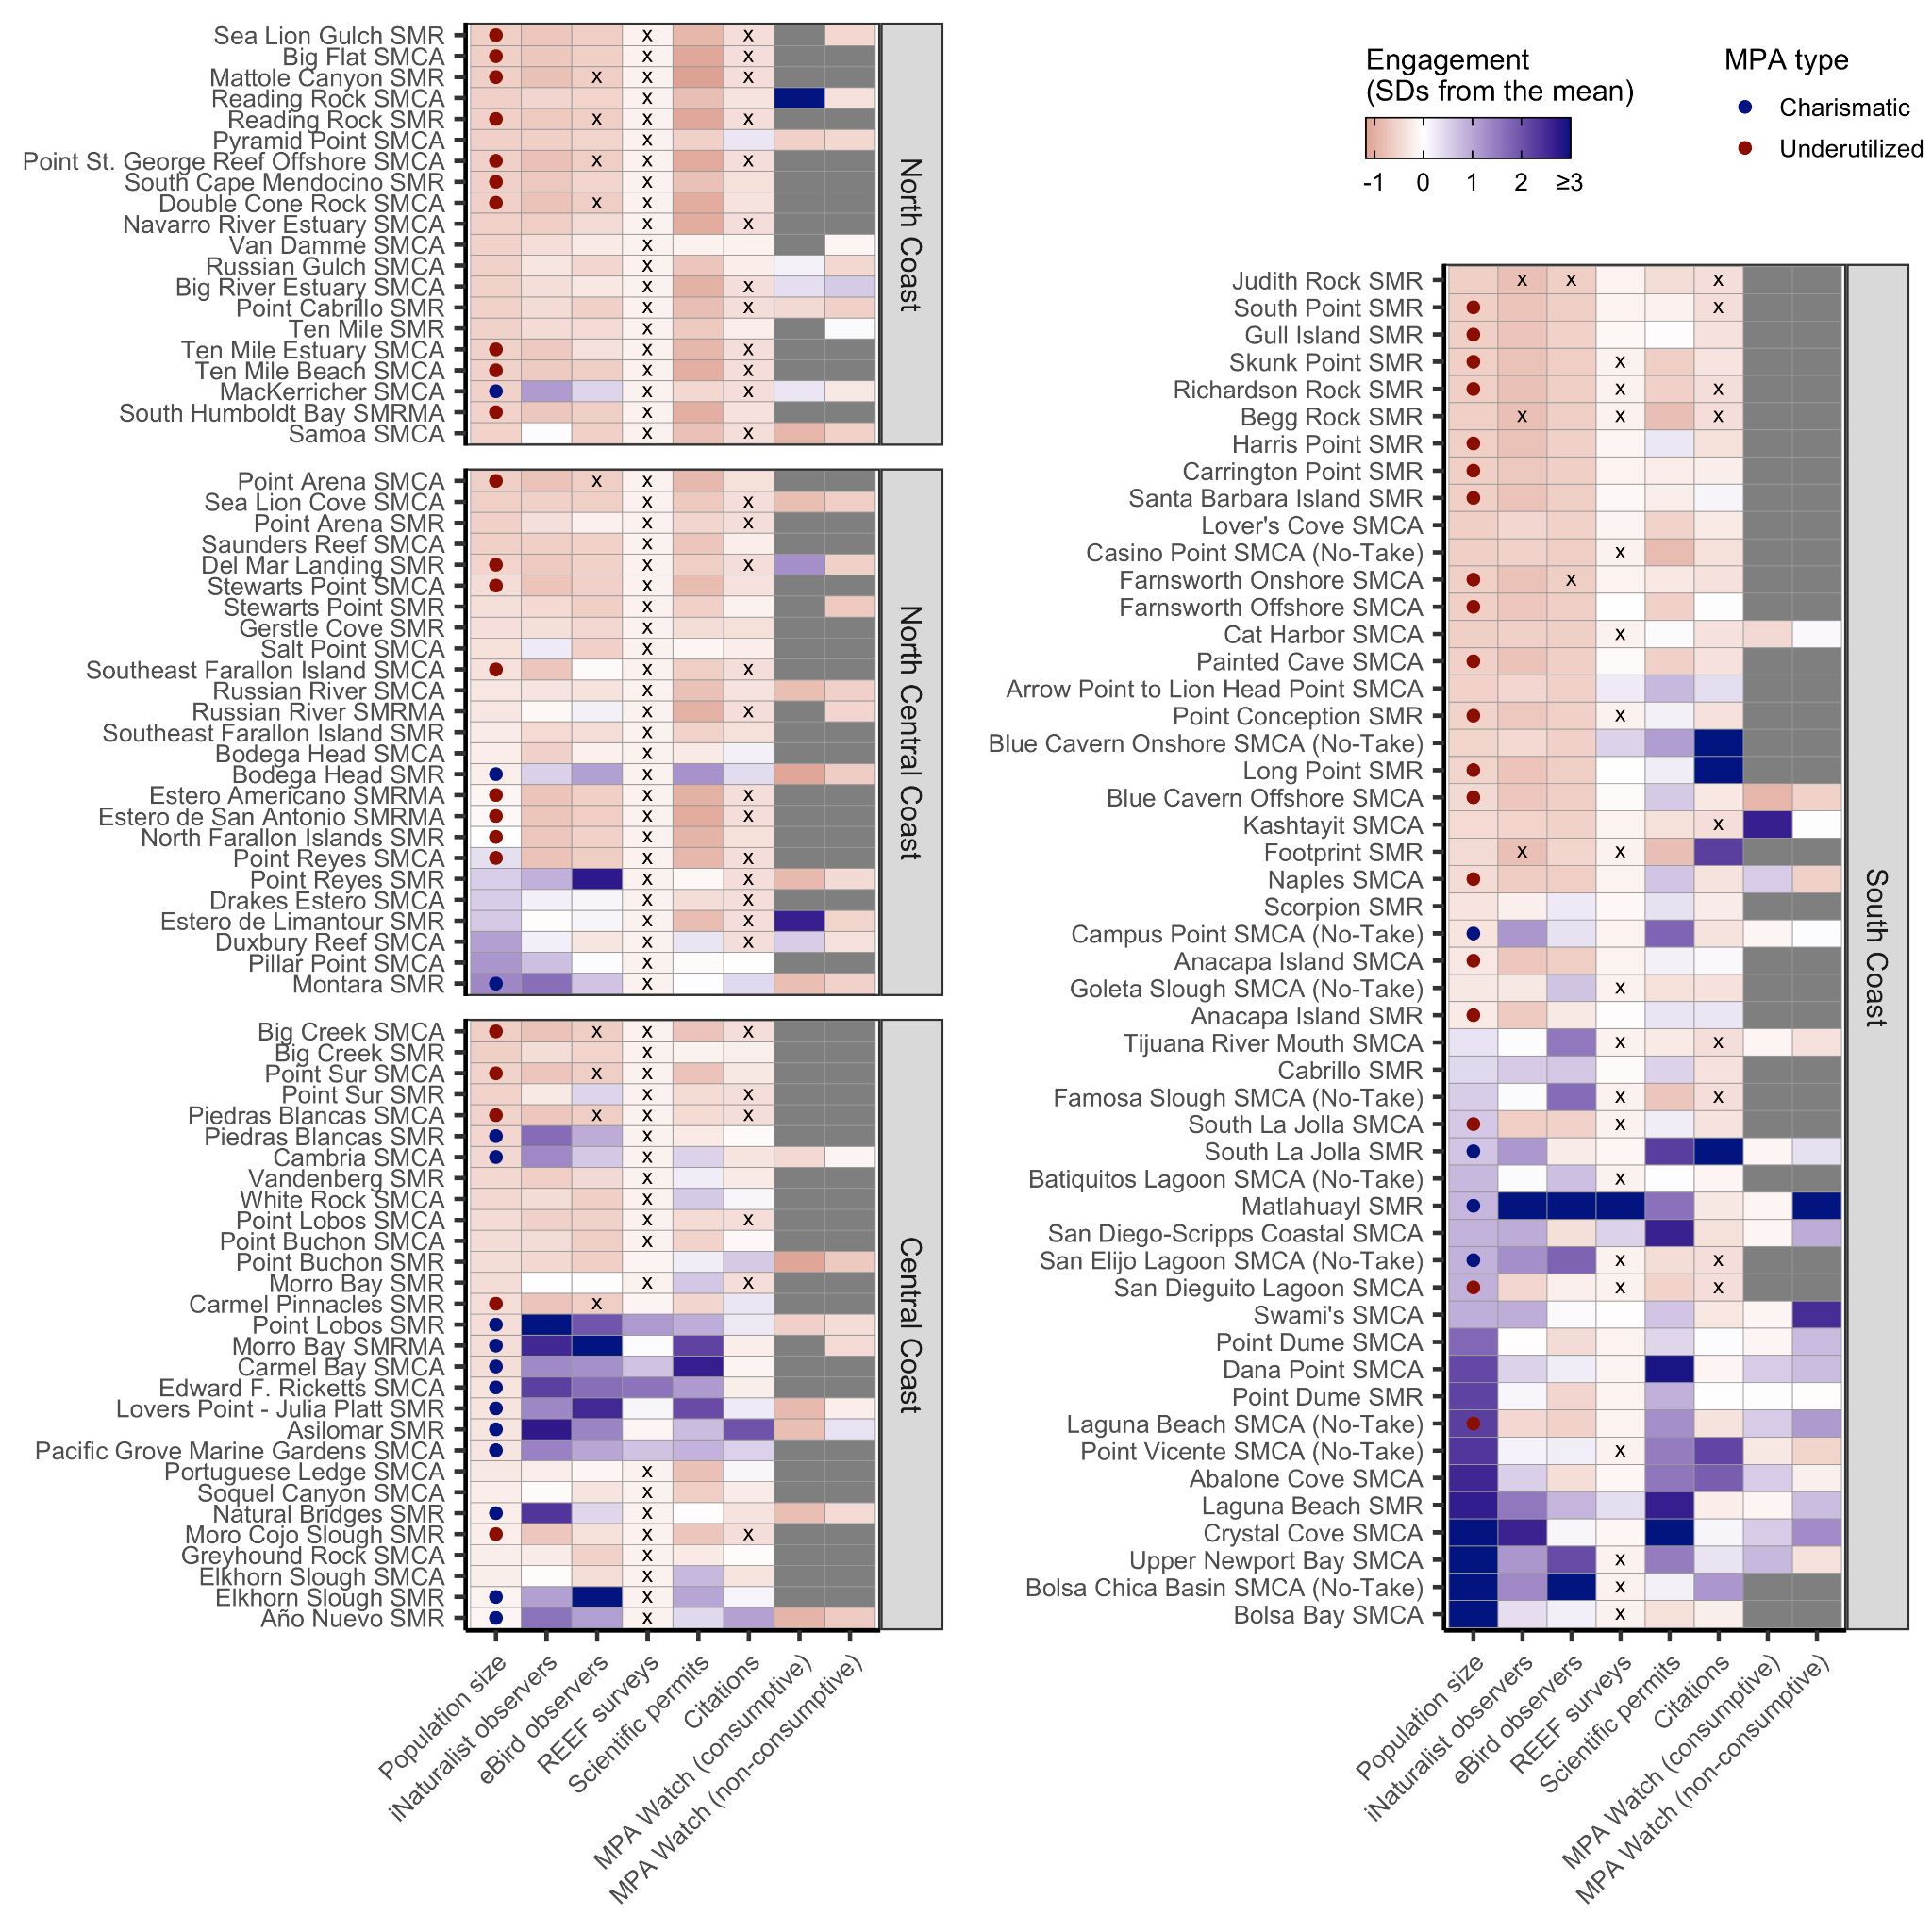 Sea Lion Gulch SMR
Big Flat SMCA
Mattole Canyon SMR
Reading Rock SMCA
Reading Rock SMR
Pyramid Point SMCA
Point St. George Reef Offshore SMCA
South Cape Mendocino SMR
Double Cone Rock SMCA
Navarro River Estuary SMCA
Van Damme SMCA
Russian Gulch SMCA
Big River Estuary SMCA
Point Cabrillo SMR
Ten Mile SMR
Ten Mile Estuary SMCA
Ten Mile Beach SMCA
MacKerricher SMCA
South Humboldt Bay SMRMA
Samoa SMCA
North Coast
Point Arena SMCA
Sea Lion Cove SMCA
Point Arena SMR
Saunders Reef SMCA
Del Mar Landing SMR
Stewarts Point SMCA
Stewarts Point SMR
Gerstle Cove SMR
Salt Point SMCA
Southeast Farallon Island SMCA
Russian River SMCA
Russian River SMRMA
Southeast Farallon Island SMR
Bodega Head SMCA
Bodega Head SMR
Estero Americano SMRMA
Estero de San Antonio SMRMA
North Farallon Islands SMR
Point Reyes SMCA
Point Reyes SMR
Drakes Estero SMCA
Estero de Limantour SMR
Duxbury Reef SMCA
Pillar Point SMCA
Montara SMR
North Central Coast
Big Creek SMCA
Big Creek SMR
Point Sur SMCA
Point Sur SMR
Piedras Blancas SMCA
Piedras Blancas SMR
Cambria SMCA
Vandenberg SMR
White Rock SMCA
Point Lobos SMCA
Point Buchon SMCA
Point Buchon SMR
Morro Bay SMR
Carmel Pinnacles SMR
Point Lobos SMR
Morro Bay SMRMA
Carmel Bay SMCA
Edward F. Ricketts SMCA
Lovers Point - Julia Platt SMR
Asilomar SMR
Pacific Grove Marine Gardens SMCA
Portuguese Ledge SMCA
Soquel Canyon SMCA
Natural Bridges SMR
Moro Cojo Slough SMR
Greyhound Rock SMCA
Elkhorn Slough SMCA
Elkhorn Slough SMR
Año Nuevo SMR
Central Coast
Population size
iNaturalist observers
eBird observers
REEF surveys
Scientific permits
Citations
MPA Watch (consumptive)
MPA Watch (non-consumptive)
Engagement
(SDs from the mean)
-1 0 1 2 ≥3
MPA type
Charismatic
Underutilized
Judith Rock SMR
South Point SMR
Gull Island SMR
Skunk Point SMR
Richardson Rock SMR
Begg Rock SMR
Harris Point SMR
Carrington Point SMR
Santa Barbara Island SMR
Lover's Cove SMCA
Casino Point SMCA (No-Take)
Farnsworth Onshore SMCA
Farnsworth Offshore SMCA
Cat Harbor SMCA
Painted Cave SMCA
Arrow Point to Lion Head Point SMCA
Point Conception SMR
Blue Cavern Onshore SMCA (No-Take)
Long Point SMR
Blue Cavern Offshore SMCA
Kashtayit SMCA
Footprint SMR
Naples SMCA
Scorpion SMR
Campus Point SMCA (No-Take)
Anacapa Island SMCA
Goleta Slough SMCA (No-Take)
Anacapa Island SMR
Tijuana River Mouth SMCA
Cabrillo SMR
Famosa Slough SMCA (No-Take)
South La Jolla SMCA
South La Jolla SMR
Batiquitos Lagoon SMCA (No-Take)
Matlahuayl SMR
San Diego-Scripps Coastal SMCA
San Elijo Lagoon SMCA (No-Take)
San Dieguito Lagoon SMCA
Swami's SMCA
Point Dume SMCA
Dana Point SMCA
Point Dume SMR
Laguna Beach SMCA (No-Take)
Point Vicente SMCA (No-Take)
Abalone Cove SMCA
Laguna Beach SMR
Crystal Cove SMCA
Upper Newport Bay SMCA
Bolsa Chica Basin SMCA (No-Take)
Bolsa Bay SMCA
South Coast
Population size
iNaturalist observers
eBird observers
REEF surveys
Scientific permits
Citations
MPA Watch (consumptive)
MPA Watch (non-consumptive)